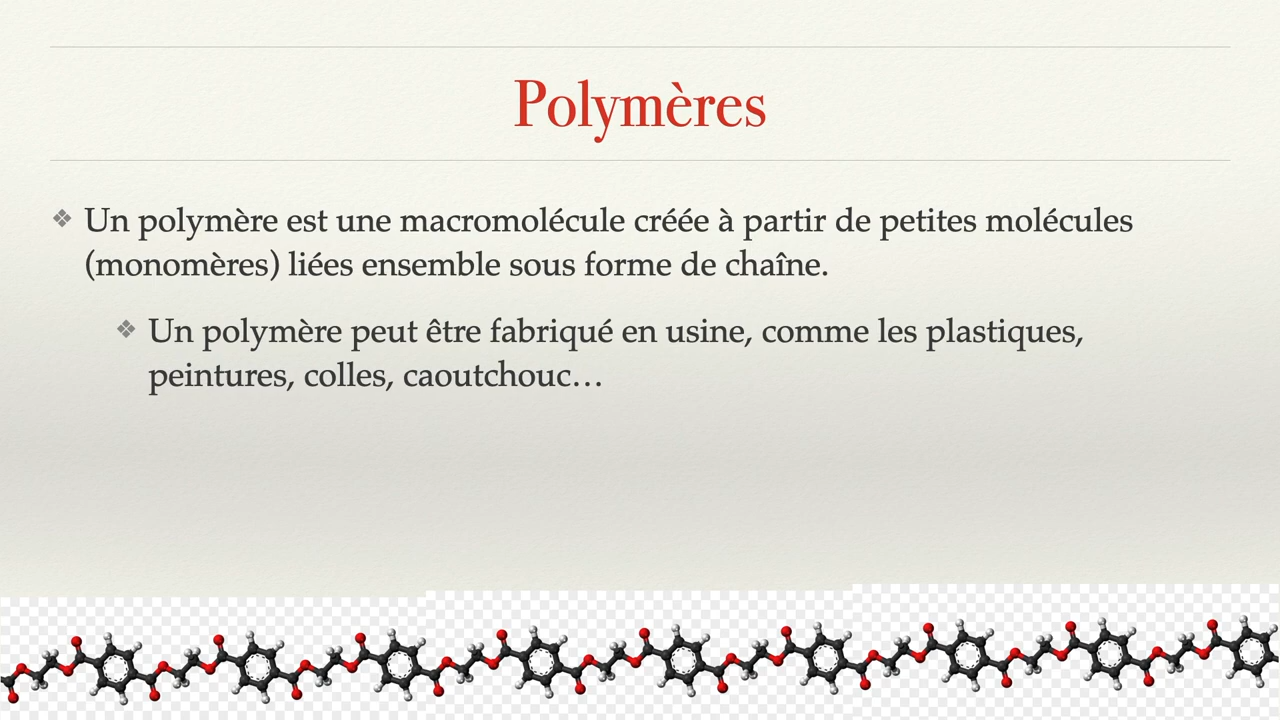 Polymères
Un polymère est une macromolécule créée à partir de petites molécules
(monomères) liées ensemble sous forme de chaîne.
Un polymère peut être fabriqué en usine, comme les plastiques,
peintures, colles, caoutchouc…